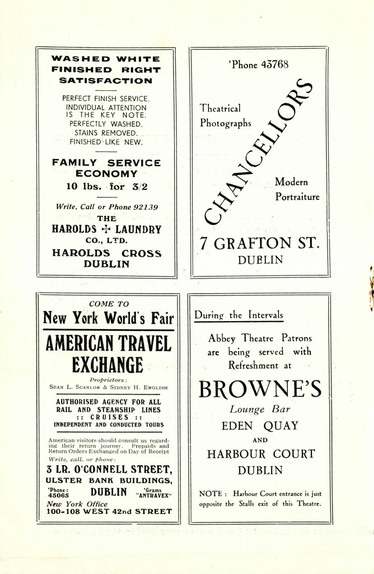 WASHED WHITE
FINISHED RIGHT
SATISFACTION
PERFECT FINISH SERVICE.
INDIVIDUAL ATTENTION
IS THE KEY NOTE.
PERFECTLY WASHED.
STAINS REMOVED.
FINISHED LIKE NEW.
FAMILY SERVICE
ECONOMY
10 lbs. for 3/2
Write, Call or Phone 92139
THE
HAROLDS ✣ LAUNDRY
CO., LTD.
HAROLDS CROSS
DUBLIN
'Phone 43768
Theatrical
Photographs
CHANCELLORS
Modern
Portraiture
7 GRAFTON ST.
DUBLIN
COME TO
New York World's Fair
AMERICAN TRAVEL
EXCHANGE
Proprietors:
SEAN L. SCANLON & SIDNEY H. ENGLISH
AUTHORISED AGENCY FOR ALL
RAIL AND STEAMSHIP LINES
:: CRUISES ::
INDEPENDENT AND CONDUCTED TOURS
American visitors should consult us regard-
ing their return journey. Prepaids and
Return Orders Exchanged on Day of Receipt
Write, call, or phone:
3 LR. O'CONNELL STREET,
ULSTER BANK BUILDINGS,
'Phone: 45065 DUBLIN 'Grams "ANTRAVEX"
New York Office
100-108 WEST 42nd STREET
During the Intervals
Abbey Theatre Patrons
are being served with
Refreshment at
BROWNE'S
Lounge Bar
EDEN QUAY
AND
HARBOUR COURT
DUBLIN
NOTE : Harbour Court entrance is just
opposite the Stalls exit of this Theatre.